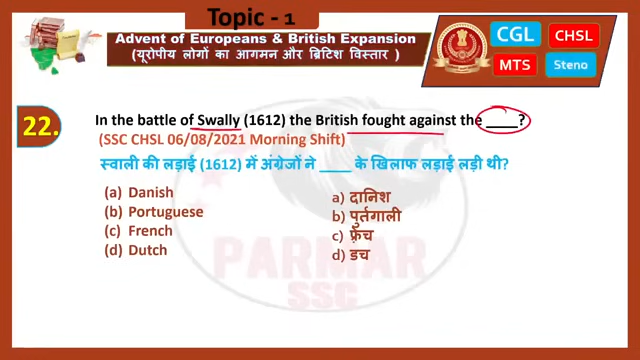 Topic - 1
Advent of Europeans & British Expansion
(यूरोपीय लोगों का आगमन और ब्रिटिश विस्तार )
CGL
CHSL
MTS
Steno
22.
In the battle of Swally (1612) the British fought against the ____?
(SSC CHSL 06/08/2021 Morning Shift)
स्वाली की लड़ाई (1612) में अंग्रेजों ने ____ के खिलाफ लड़ाई लड़ी थी?
(a) Danish
(b) Portuguese
(c) French
(d) Dutch
a) दानिश
b) पुर्तगाली
c) फ़्रेंच
d) डच
PARMAR
SSC